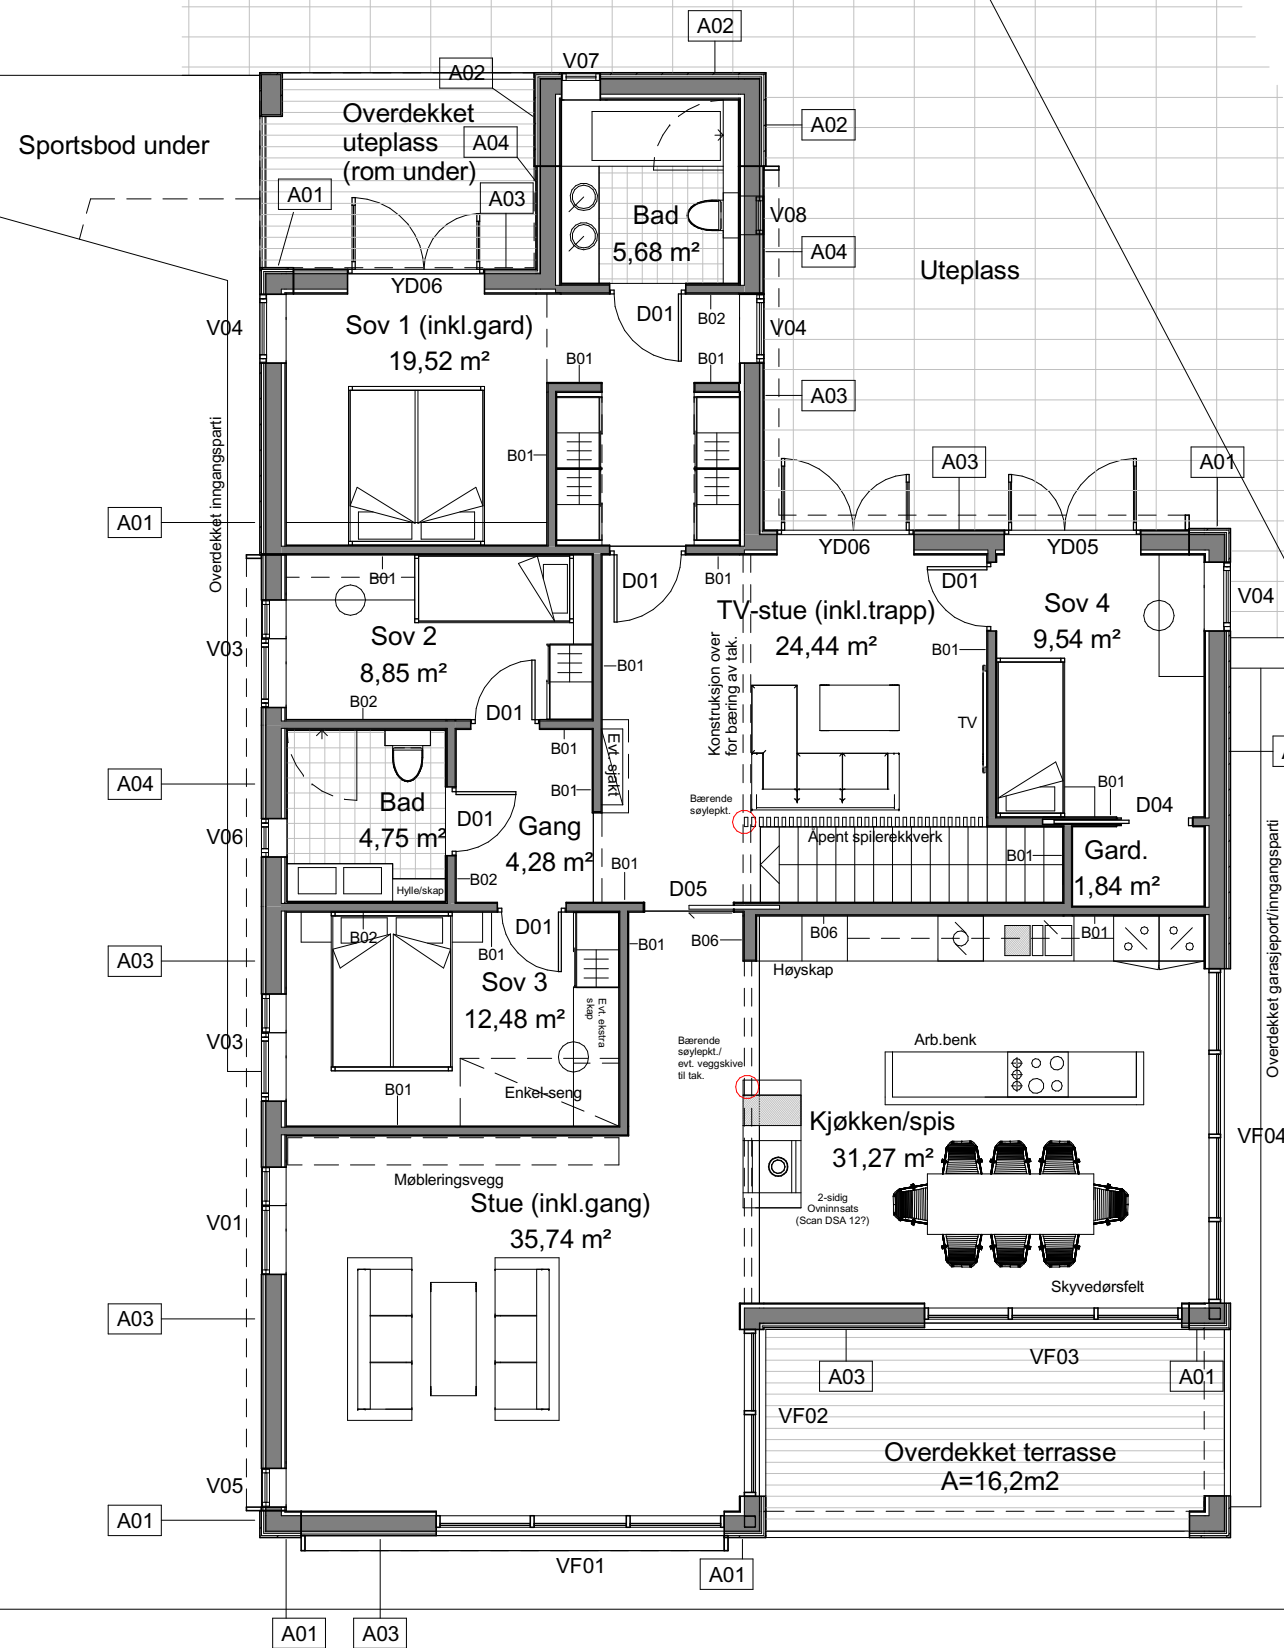 A02
V07
A02
Overdekket
uteplass
(rom under)
A04
A02
Sportsbod under
A01
A03
Bad
5,68 m²
V08
A04
Uteplass
YD06
V04
Sov 1 (inkl.gard)
19,52 m²
D01
B02
V04
B01
B01
A03
Overdekket inngangsparti
B01
A03
A01
A01
YD06
YD05
B01
D01
B01
D01
V04
Sov 2
8,85 m²
V03
B01
TV-stue (inkl.trapp)
24,44 m²
Sov 4
9,54 m²
B01
Konstruksjon over
for bæring av tak.
B02
D01
TV
B01
Evt. sjakt
A04
B01
Bærende
søylepkt.
B01
D04
Bad
4,75 m²
V06
D01
Gang
4,28 m²
Åpent spilerekkverk
B01
Gard.
1,84 m²
Overdekket garasjeport/inngangsparti
Hylle/skap
B02
B01
D05
B02
B01
D01
B01
B06
B06
B01
A03
Høyskap
Sov 3
12,48 m²
Evt. ekstra
skap
V03
Bærende
søylepkt./
evt. veggskive
til tak.
Arb.benk
B01
Enkel-seng
Kjøkken/spis
31,27 m²
VF04
Møbleringsvegg
Stue (inkl.gang)
35,74 m²
V01
2-sidig
Ovninnsats
(Scan DSA 12?)
Skyvedørsfelt
A03
A03
VF03
A01
VF02
Overdekket terrasse
A=16,2m2
V05
A01
VF01
A01
A01
A03